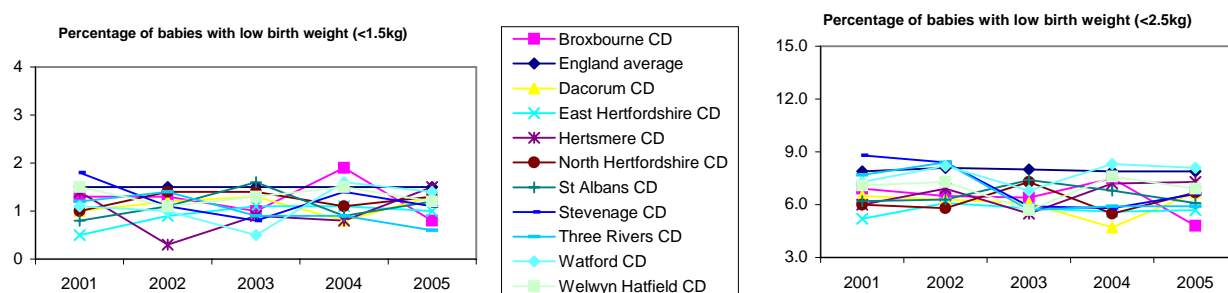 Percentage of babies with low birth weight (<1.5kg)
4
3
2
1
0
2001 2002 2003 2004 2005
Broxbourne CD
England average
Dacorum CD
East Hertfordshire CD
Hertsmere CD
North Hertfordshire CD
St Albans CD
Stevenage CD
Three Rivers CD
Watford CD
Welwyn Hatfield CD
Percentage of babies with low birth weight (<2.5kg)
15.0
12.0
9.0
6.0
3.0
2001 2002 2003 2004 2005